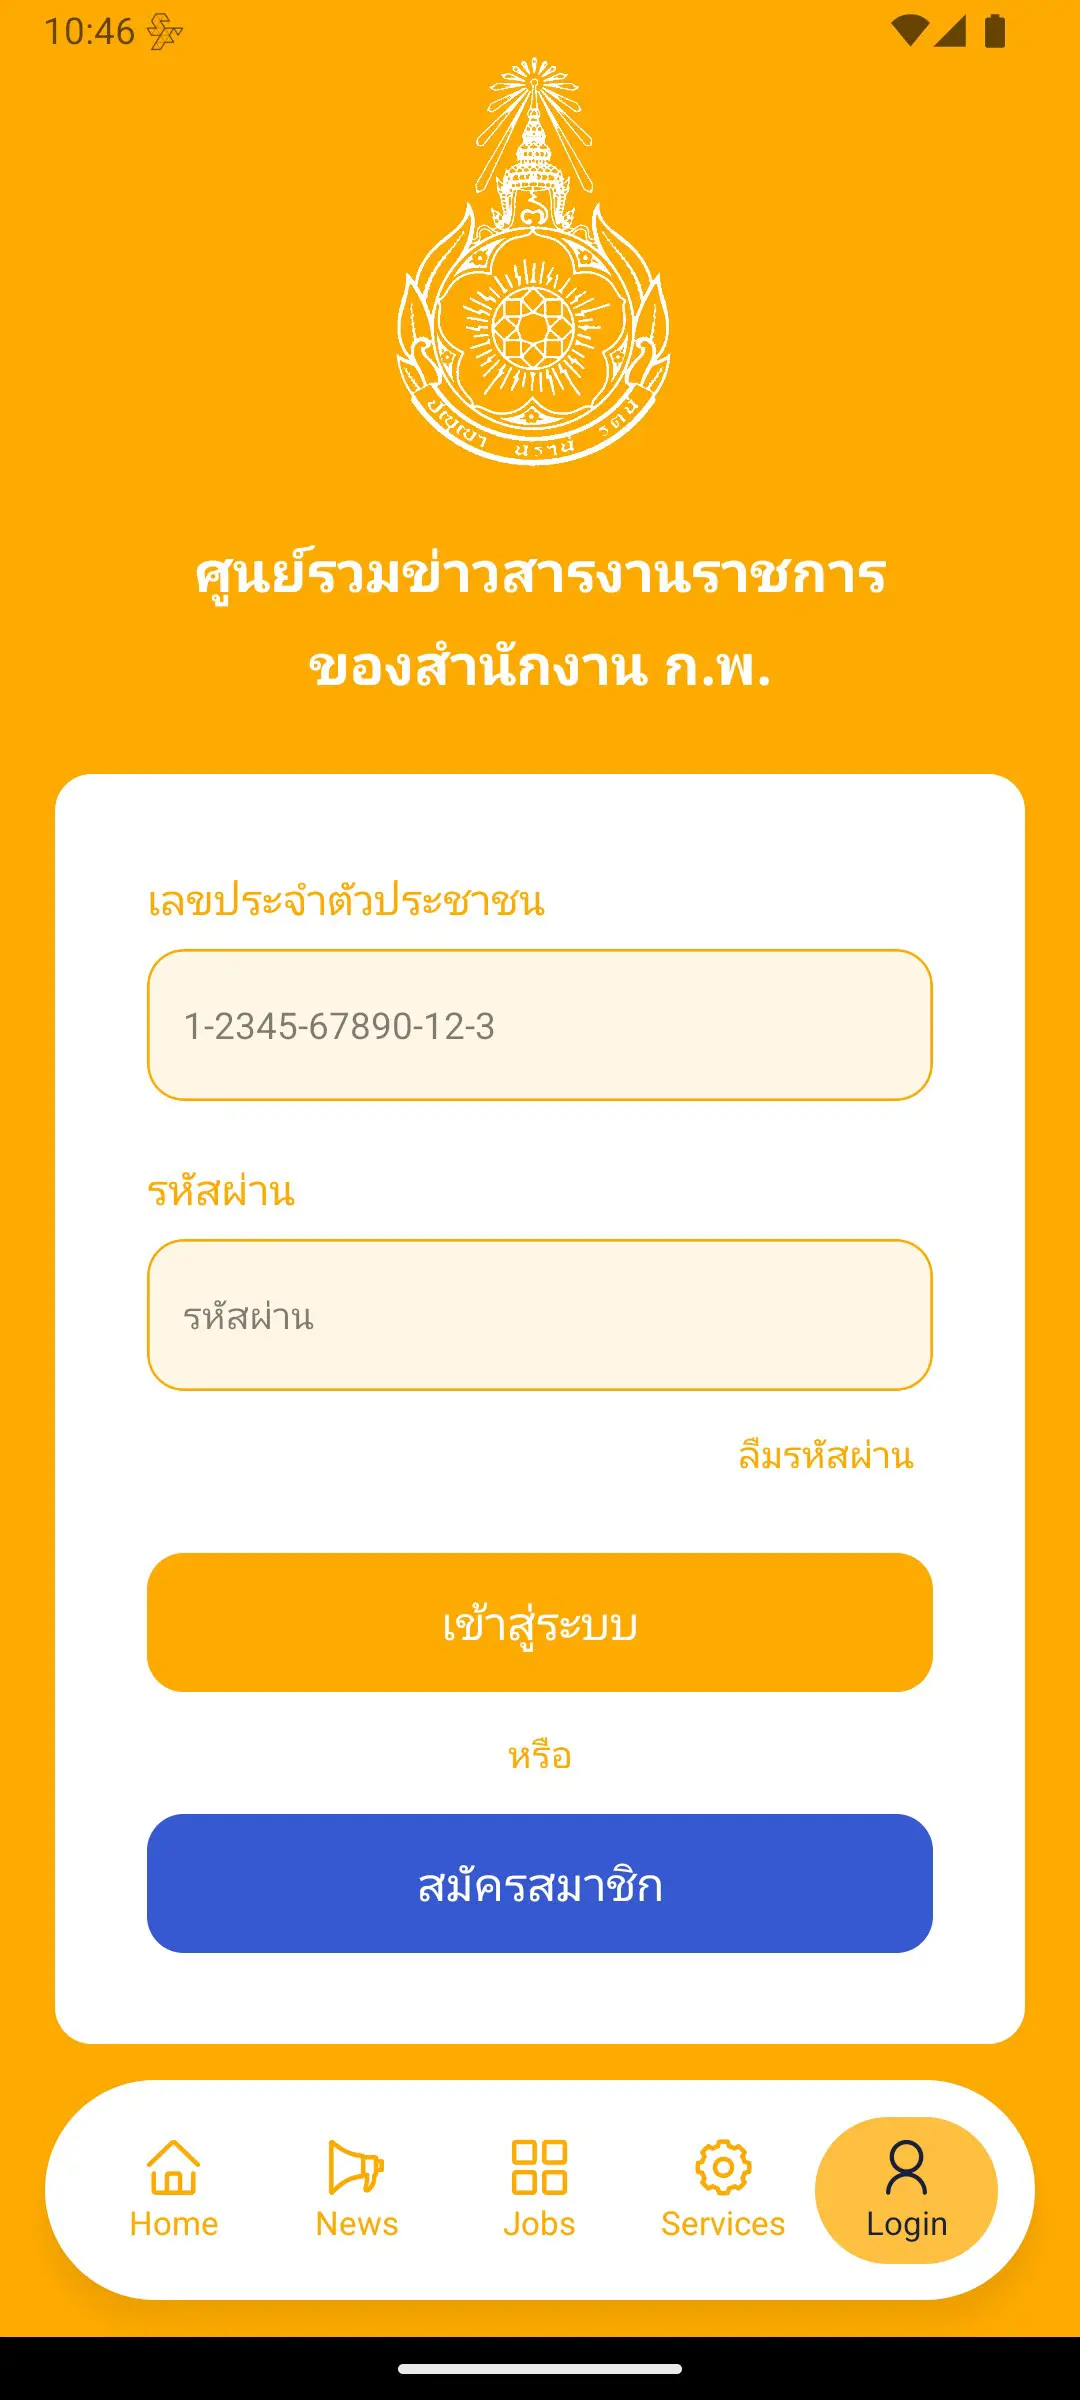 10:46
ปญฺญา นรานํ รตนํ
ศูนย์รวมข่าวสารงานราชการ
ของสำนักงาน ก.พ.
เลขประจำตัวประชาชน
1-2345-67890-12-3
รหัสผ่าน
รหัสผ่าน
ลืมรหัสผ่าน
เข้าสู่ระบบ
หรือ
สมัครสมาชิก
Home
News
Jobs
Services
Login